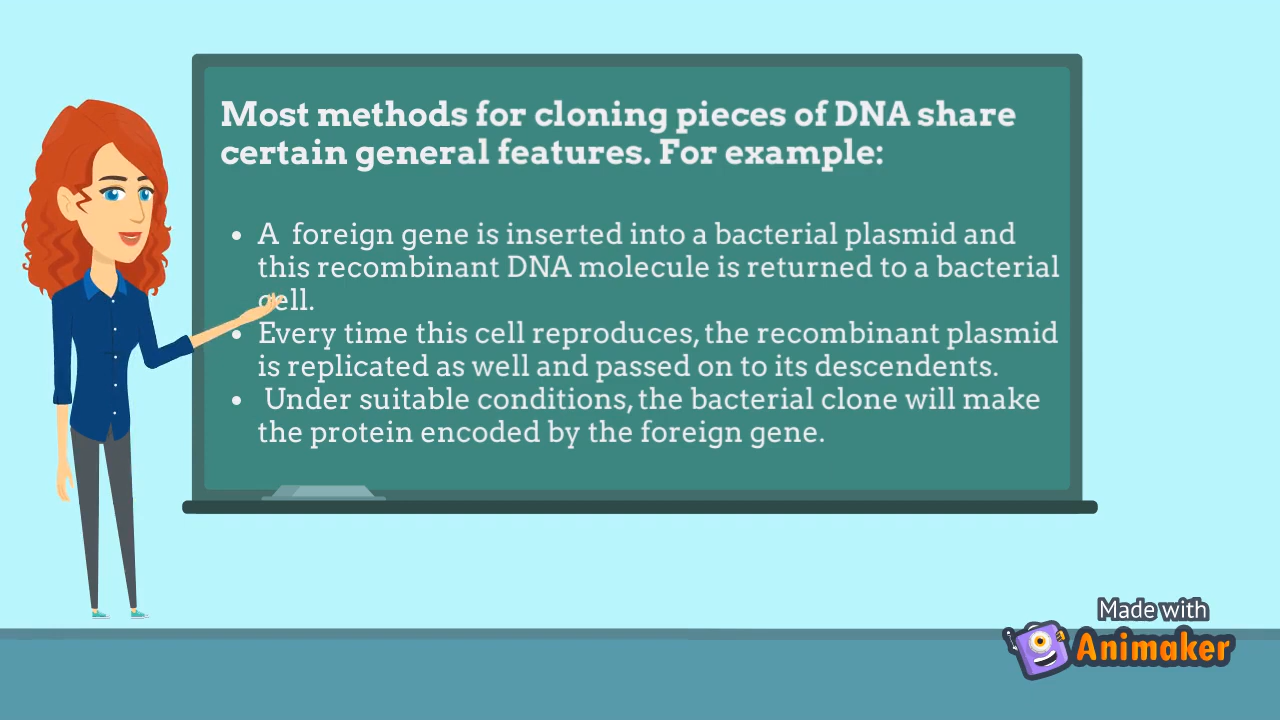 Most methods for cloning pieces of DNA share
certain general features. For example:
• A  foreign gene is inserted into a bacterial plasmid and
this recombinant DNA molecule is returned to a bacterial
cell.
• Every time this cell reproduces, the recombinant plasmid
is replicated as well and passed on to its descendents.
•  Under suitable conditions, the bacterial clone will make
the protein encoded by the foreign gene.
Made with
Animaker